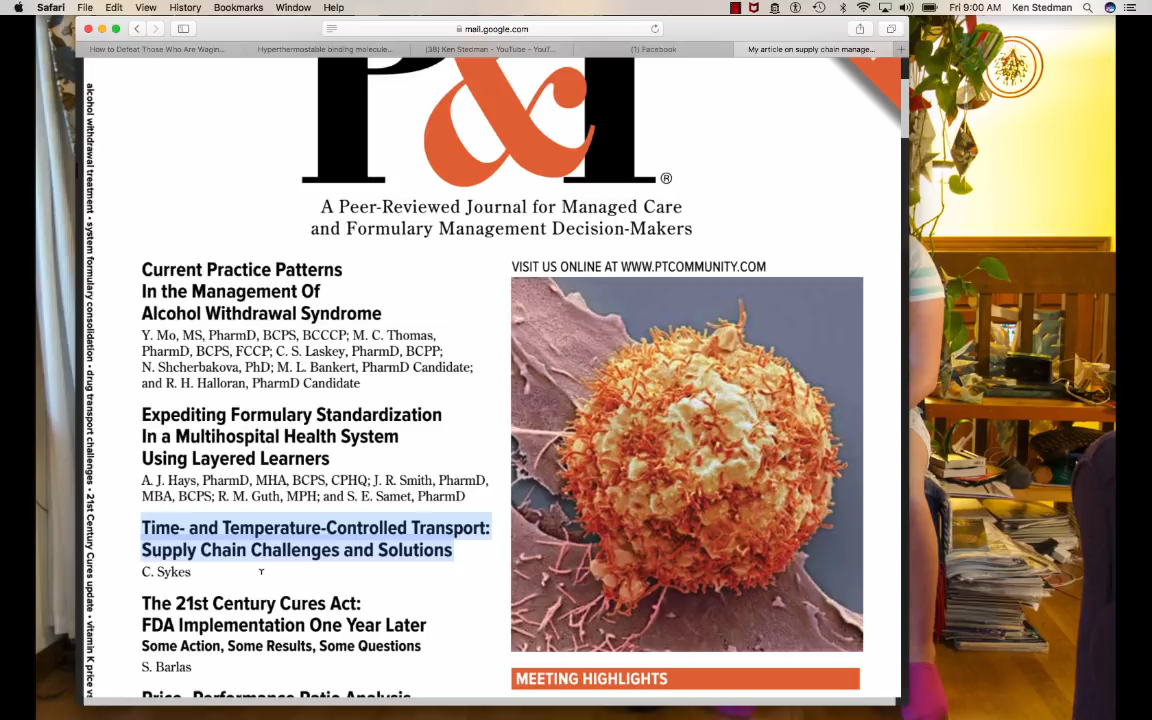 Safari File Edit View History Bookmarks Window Help
Fri 9:00 AM Ken Stedman
mail.google.com
How to Defeat Those Who Are Wagin...
Hyperthermostable binding molecule...
(38) Ken Stedman - YouTube - YouT...
(1) Facebook
My article on supply chain manage...
P&T®
A Peer-Reviewed Journal for Managed Care
and Formulary Management Decision-Makers
alcohol withdrawal treatment • system formulary consolidation • drug transport challenges • 21st Century Cures update • vitamin K price vs
Current Practice Patterns
In the Management Of
Alcohol Withdrawal Syndrome
Y. Mo, MS, PharmD, BCPS, BCCCP; M. C. Thomas,
PharmD, BCPS, FCCP; C. S. Laskey, PharmD, BCPP;
N. Shcherbakova, PhD; M. L. Bankert, PharmD Candidate;
and R. H. Halloran, PharmD Candidate
Expediting Formulary Standardization
In a Multihospital Health System
Using Layered Learners
A. J. Hays, PharmD, MHA, BCPS, CPHQ; J. R. Smith, PharmD,
MBA, BCPS; R. M. Guth, MPH; and S. E. Samet, PharmD
Time- and Temperature-Controlled Transport:
Supply Chain Challenges and Solutions
C. Sykes
The 21st Century Cures Act:
FDA Implementation One Year Later
Some Action, Some Results, Some Questions
S. Barlas
Price–Performance Ratio Analysis
VISIT US ONLINE AT WWW.PTCOMMUNITY.COM
MEETING HIGHLIGHTS